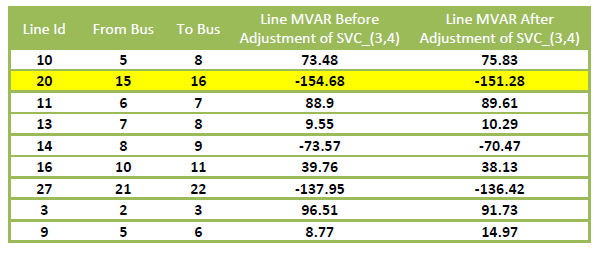 Line Id From Bus To Bus Line MVAR Before Adjustment of SVC_(3,4) Line MVAR After Adjustment of SVC_(3,4)
10 5 8 73.48 75.83
20 15 16 -154.68 -151.28
11 6 7 88.9 89.61
13 7 8 9.55 10.29
14 8 9 -73.57 -70.47
16 10 11 39.76 38.13
27 21 22 -137.95 -136.42
3 2 3 96.51 91.73
9 5 6 8.77 14.97